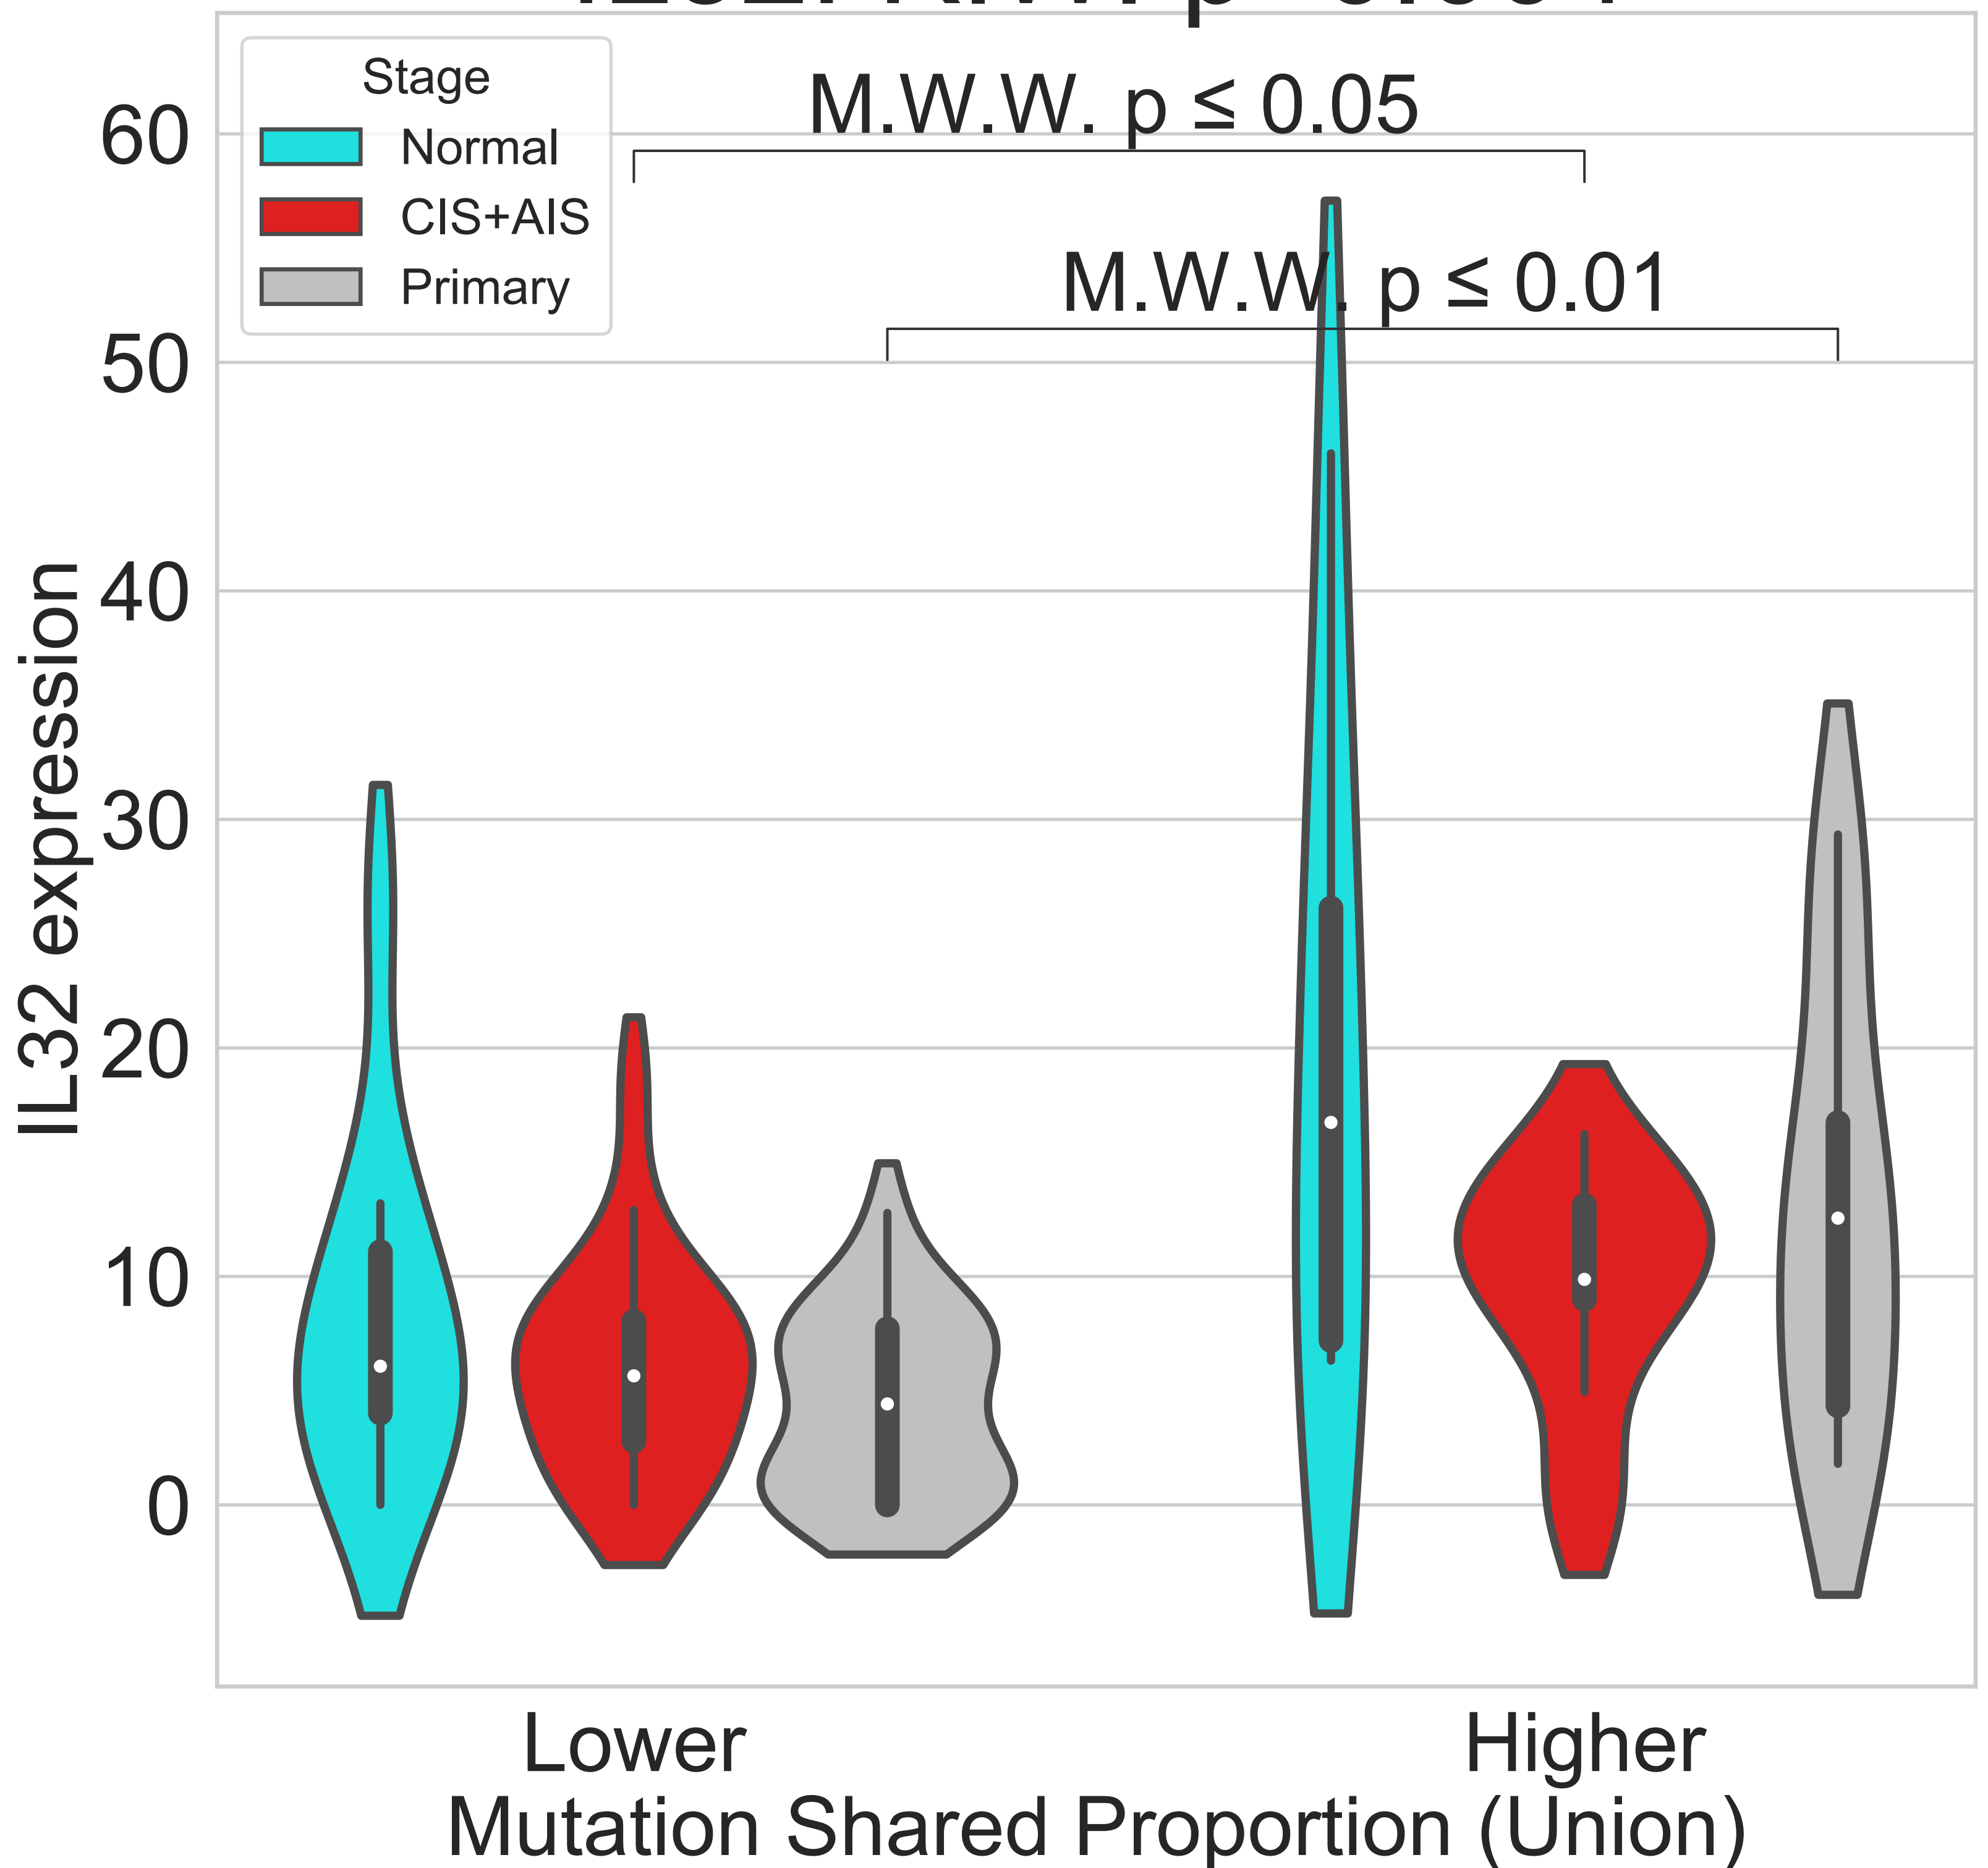 Stage
Normal
CIS+AIS
Primary
M.W.W. p ≤ 0.05
M.W.W. p ≤ 0.01
60
50
40
30
20
10
0
IL32 expression
Lower
Higher
Mutation Shared Proportion (Union)